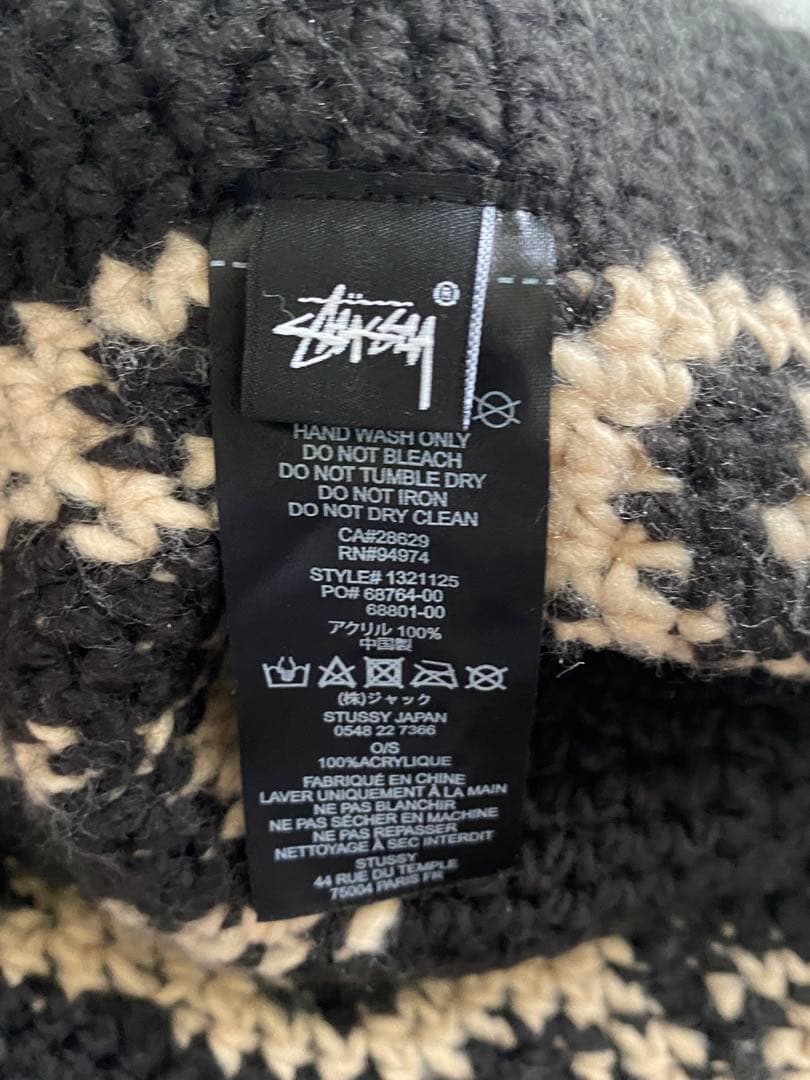 STÜSSY ®
HAND WASH ONLY
DO NOT BLEACH
DO NOT TUMBLE DRY
DO NOT IRON
DO NOT DRY CLEAN
CA#28629
RN#94974
STYLE# 1321125
PO# 68764-00
68801-00
アクリル 100%
中国製
(株)ジャック
STUSSY JAPAN
0548 22 7366
O/S
100%ACRYLIQUE
FABRIQUÉ EN CHINE
LAVER UNIQUEMENT À LA MAIN
NE PAS BLANCHIR
NE PAS SÉCHER EN MACHINE
NE PAS REPASSER
NETTOYAGE À SEC INTERDIT
STUSSY
44 RUE DU TEMPLE
75004 PARIS FR